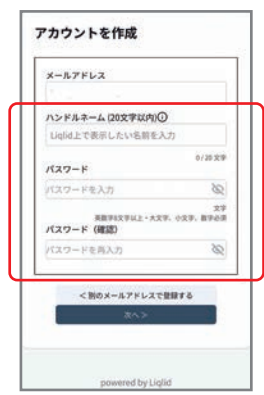 アカウントを作成
メールアドレス
ハンドルネーム (20文字以内)ⓘ
Liqlid上で表示したい名前を入力
0 / 20 文字
パスワード
パスワードを入力
文字
英数字8文字以上・大文字、小文字、数字必須
パスワード（確認）
パスワードを再入力
< 別のメールアドレスで登録する
次へ >
powered by Liqlid